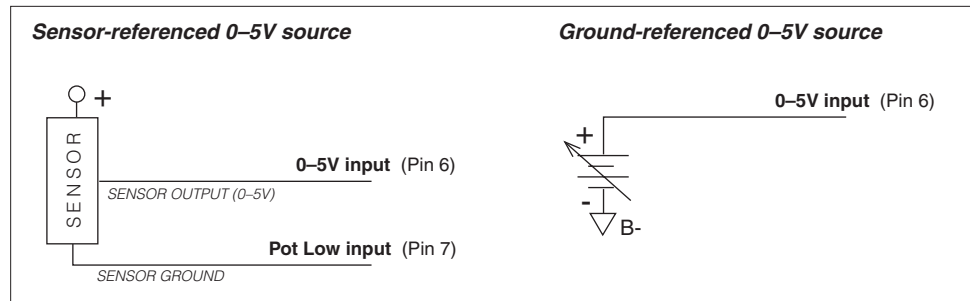 Sensor-referenced 0–5V source
+
SENSOR
0–5V input (Pin 6)
SENSOR OUTPUT (0–5V)
Pot Low input (Pin 7)
SENSOR GROUND
Ground-referenced 0–5V source
0–5V input (Pin 6)
+
-
B-